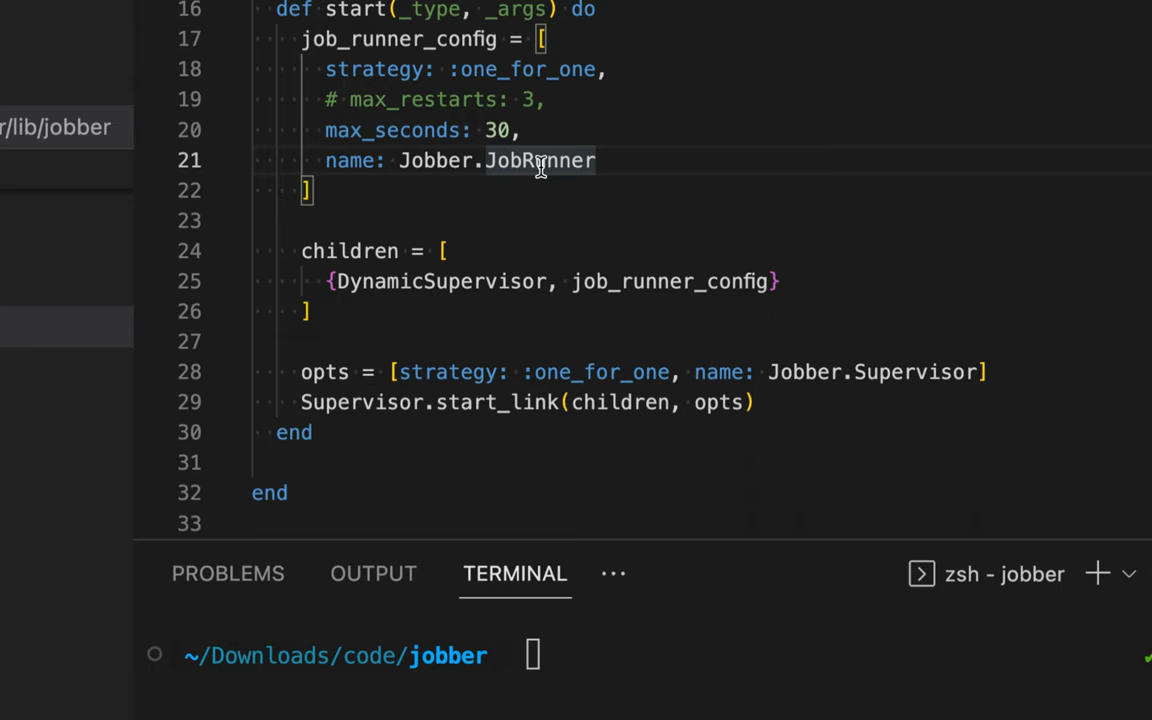 16 def start(_type, _args) do
17 job_runner_config = [
18 strategy: :one_for_one,
19 # max_restarts: 3,
20 max_seconds: 30,
21 name: Jobber.JobRunner
22 ]
23
24 children = [
25 {DynamicSupervisor, job_runner_config}
26 ]
27
28 opts = [strategy: :one_for_one, name: Jobber.Supervisor]
29 Supervisor.start_link(children, opts)
30 end
31
32 end
33
r/lib/jobber
PROBLEMS OUTPUT TERMINAL ··· zsh - jobber
~/Downloads/code/jobber